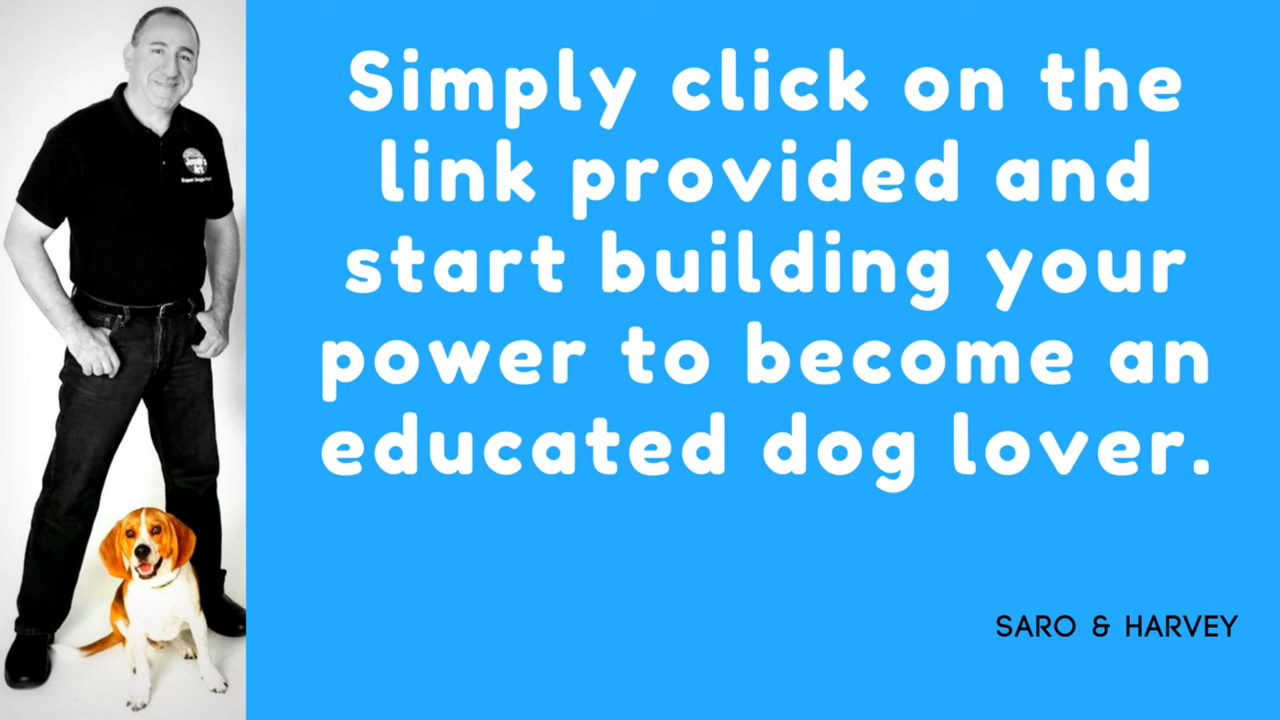 Simply click on the
link provided and
start building your
power to become an
educated dog lover.
SARO & HARVEY